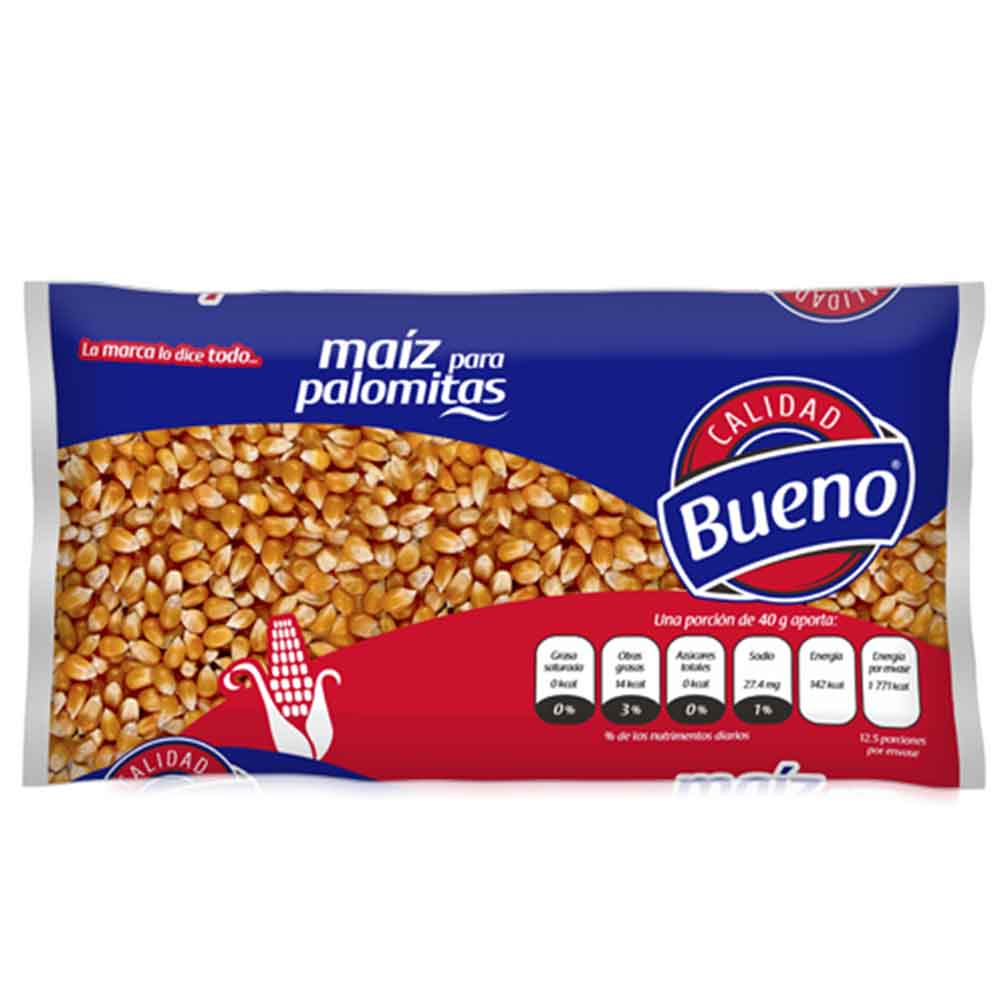 CALIDAD
La marca lo dice todo...
maíz para
palomitas
CALIDAD
Bueno®
Una porción de 40 g aporta:
Grasa saturada 0 kcal 0%
Otras grasas 14 kcal 3%
Azúcares totales 0 kcal 0%
Sodio 27.4 mg 1%
Energía 142 kcal
Energía por envase 1 771 kcal
% de los nutrimentos diarios
12.5 porciones
por envase
CALIDAD
maíz